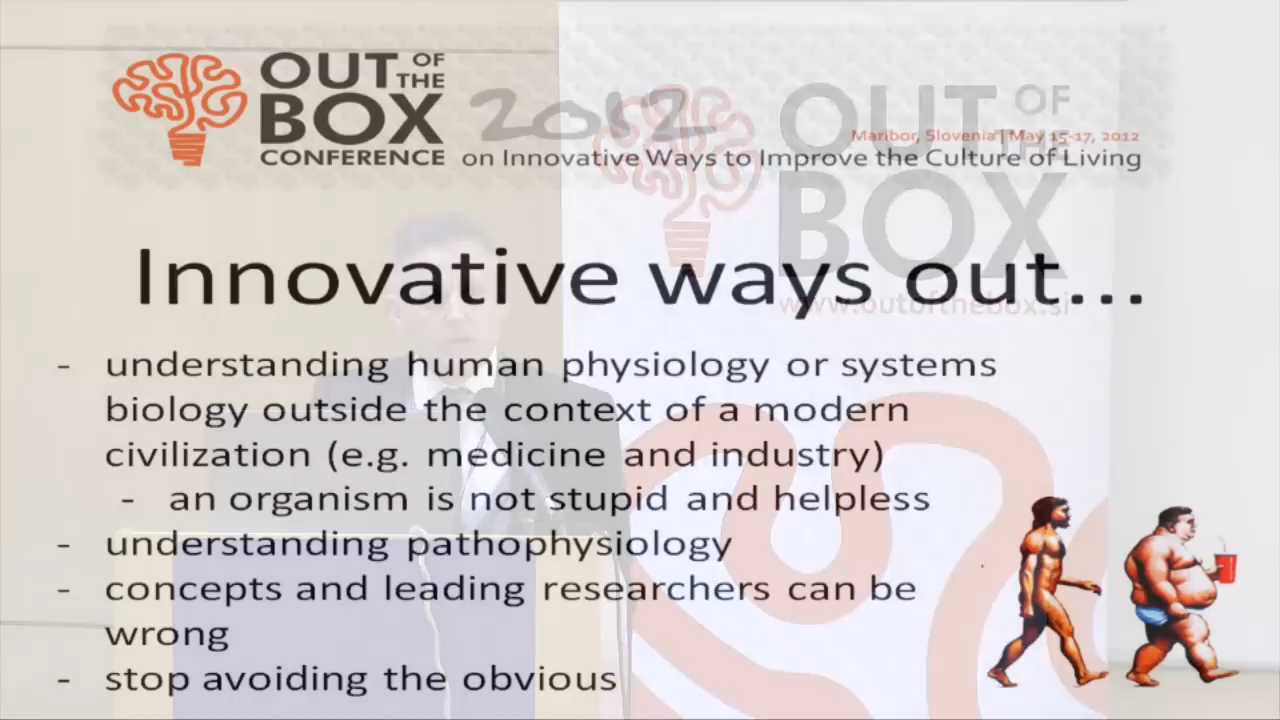 OUT OF THE
BOX
CONFERENCE
2012
Maribor, Slovenia | May 15-17, 2012
on Innovative Ways to Improve the Culture of Living
OUT OF THE
BOX
www.outofthebox.si
Innovative ways out...
- understanding human physiology or systems
biology outside the context of a modern
civilization (e.g. medicine and industry)
- an organism is not stupid and helpless
- understanding pathophysiology
- concepts and leading researchers can be
wrong
- stop avoiding the obvious